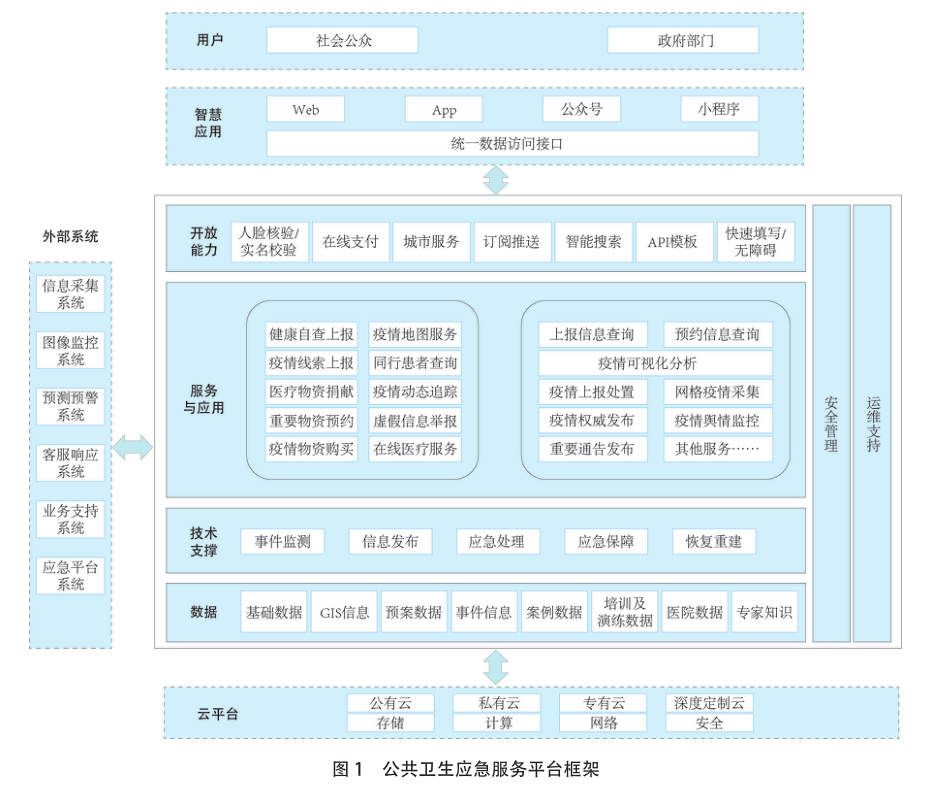 用户
社会公众
政府部门
智慧
应用
Web
App
公众号
小程序
统一数据访问接口
外部系统
信息采集
系统
图像监控
系统
预测预警
系统
客服响应
系统
业务支持
系统
应急平台
系统
开放
能力
人脸核验/
实名校验
在线支付
城市服务
订阅推送
智能搜索
API模板
快速填写/
无障碍
服务
与应用
健康自查上报
疫情地图服务
疫情线索上报
同行患者查询
医疗物资捐献
疫情动态追踪
重要物资预约
虚假信息举报
疫情物资购买
在线医疗服务
上报信息查询
预约信息查询
疫情可视化分析
疫情上报处置
网格疫情采集
疫情权威发布
疫情舆情监控
重要通告发布
其他服务……
技术
支撑
事件监测
信息发布
应急处理
应急保障
恢复重建
数据
基础数据
GIS信息
预案数据
事件信息
案例数据
培训及
演练数据
医院数据
专家知识
安全管理
运维支持
云平台
公有云
私有云
专有云
深度定制云
存储
计算
网络
安全
图 1　公共卫生应急服务平台框架